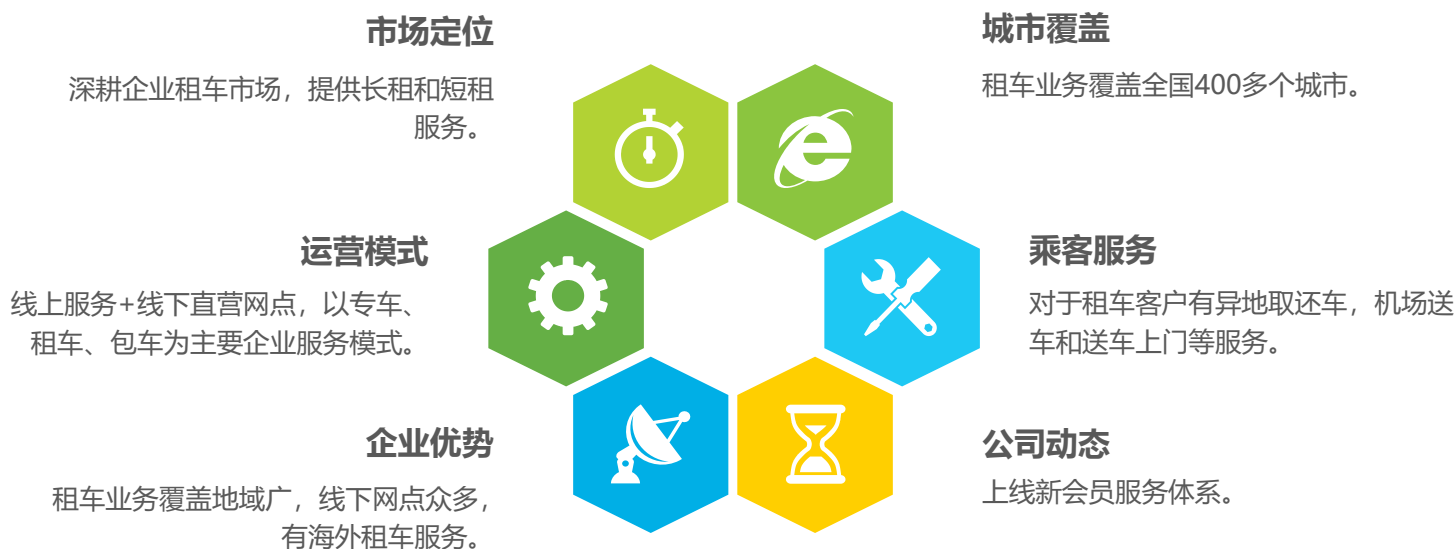 市场定位
深耕企业租车市场，提供长租和短租
服务。
城市覆盖
租车业务覆盖全国400多个城市。
运营模式
线上服务+线下直营网点，以专车、
租车、包车为主要企业服务模式。
乘客服务
对于租车客户有异地取还车，机场送
车和送车上门等服务。
企业优势
租车业务覆盖地域广，线下网点众多，
有海外租车服务。
公司动态
上线新会员服务体系。